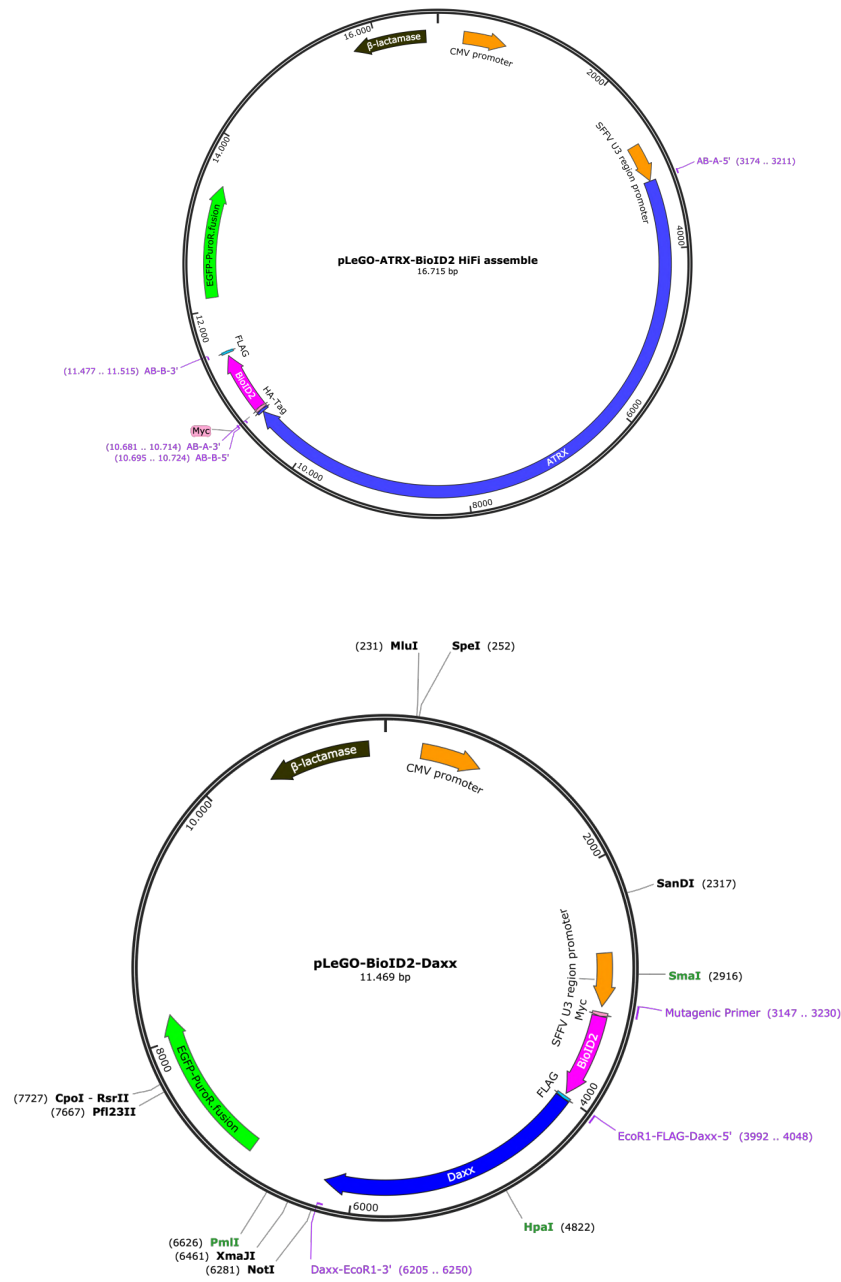 16.000
β-lactamase
CMV promoter
2000
14.000
SFFV U3 region promoter
AB-A-5' (3174 .. 3211)
4000
EGFP-PuroR.fusion
pLeGO-ATRX-BioID2 HiFi assemble
16.715 bp
12.000
FLAG
(11.477 .. 11.515) AB-B-3'
BioID2
HA-Tag
Myc
(10.681 .. 10.714) AB-A-3'
(10.695 .. 10.724) AB-B-5'
6000
ATRX
10.000
8000
(231) MluI
SpeI (252)
β-lactamase
CMV promoter
10.000
2000
SanDI (2317)
SFFV U3 region promoter
pLeGO-BioID2-Daxx
11.469 bp
SmaI (2916)
Myc
Mutagenic Primer (3147 .. 3230)
BioID2
8000
EGFP-PuroR.fusion
FLAG
4000
(7727) CpoI - RsrII
(7667) Pfl23II
EcoR1-FLAG-Daxx-5' (3992 .. 4048)
Daxx
6000
HpaI (4822)
(6626) PmlI
(6461) XmaJI
(6281) NotI
Daxx-EcoR1-3' (6205 .. 6250)